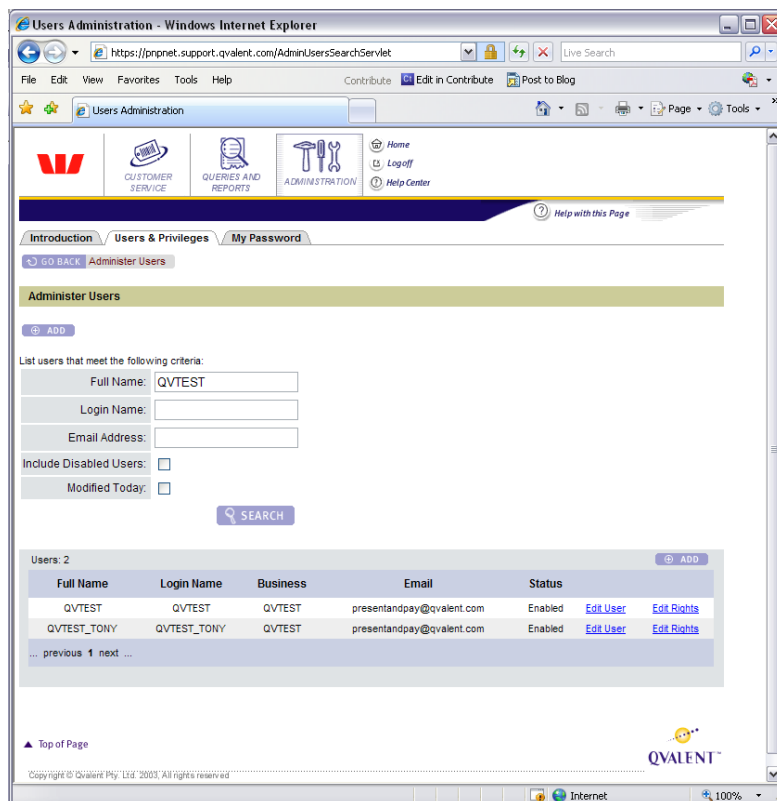 Users Administration - Windows Internet Explorer
https://pnpnet.support.qvalent.com/AdminUsersSearchServlet Live Search
File Edit View Favorites Tools Help Contribute Edit in Contribute Post to Blog
Users Administration Page Tools
CUSTOMER SERVICE
QUERIES AND REPORTS
ADMINISTRATION
Home
Logoff
Help Center
Help with this Page
Introduction Users & Privileges My Password
GO BACK Administer Users
Administer Users
ADD
List users that meet the following criteria:
Full Name: QVTEST
Login Name:
Email Address:
Include Disabled Users:
Modified Today:
SEARCH
Users: 2 ADD
Full Name Login Name Business Email Status
QVTEST QVTEST QVTEST presentandpay@qvalent.com Enabled Edit User Edit Rights
QVTEST_TONY QVTEST_TONY QVTEST presentandpay@qvalent.com Enabled Edit User Edit Rights
... previous 1 next ...
Top of Page
QVALENT™
Copyright © Qvalent Pty. Ltd. 2003, All rights reserved
Internet 100%